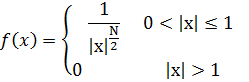 f(x) = { 1 / |x|^(N/2)   0 < |x| ≤ 1
0   |x| > 1